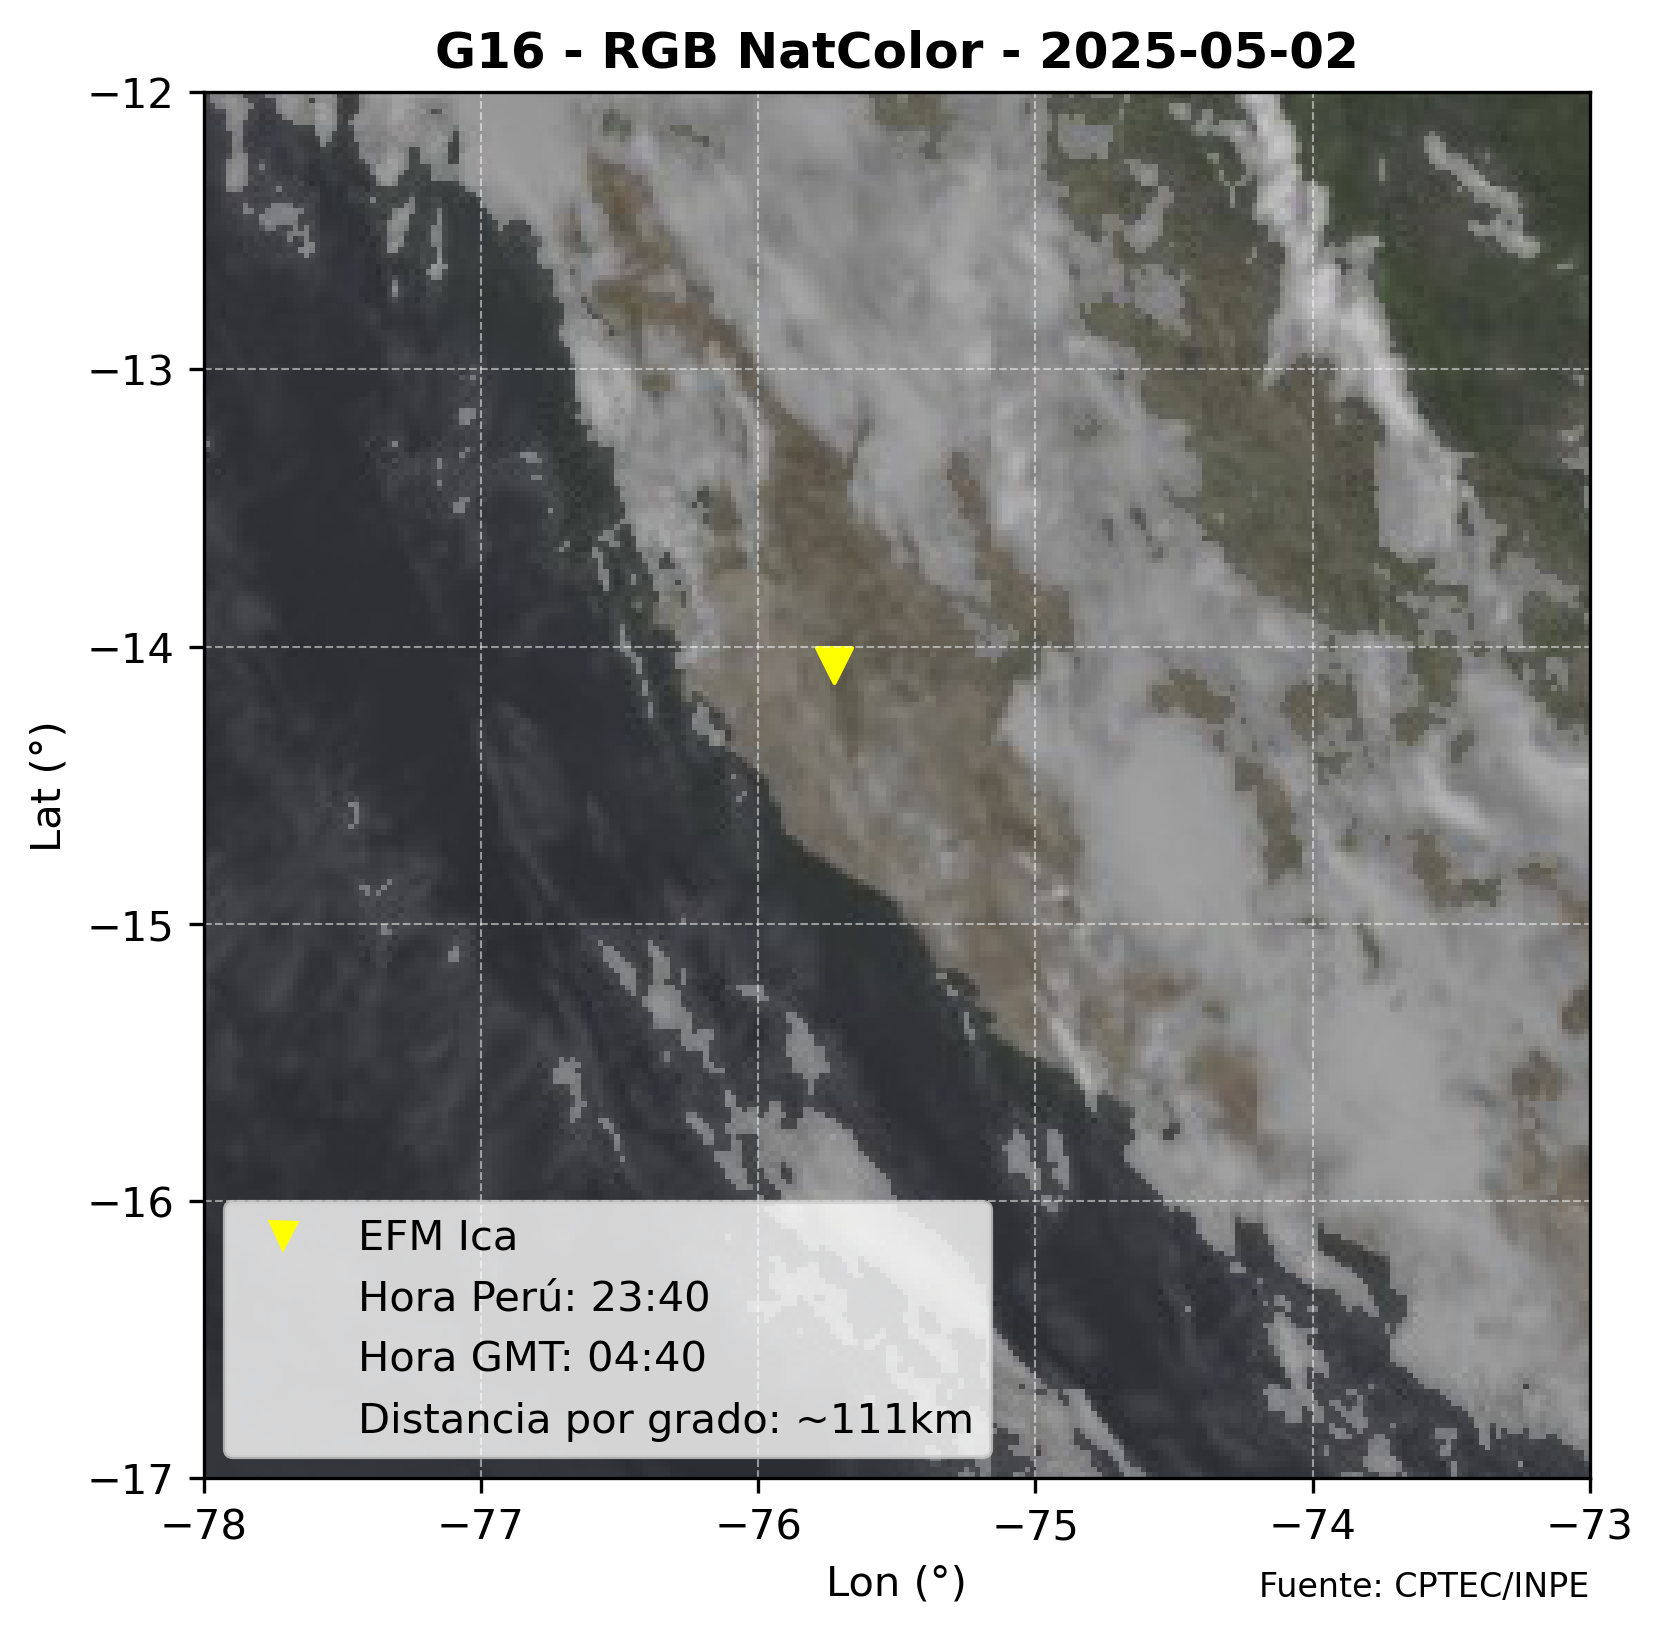 G16 - RGB NatColor - 2025-05-02
−12
−13
−14
−15
−16
−17
Lat (°)
EFM Ica
Hora Perú: 23:40
Hora GMT: 04:40
Distancia por grado: ~111km
−78 −77 −76 −75 −74 −73
Lon (°)
Fuente: CPTEC/INPE